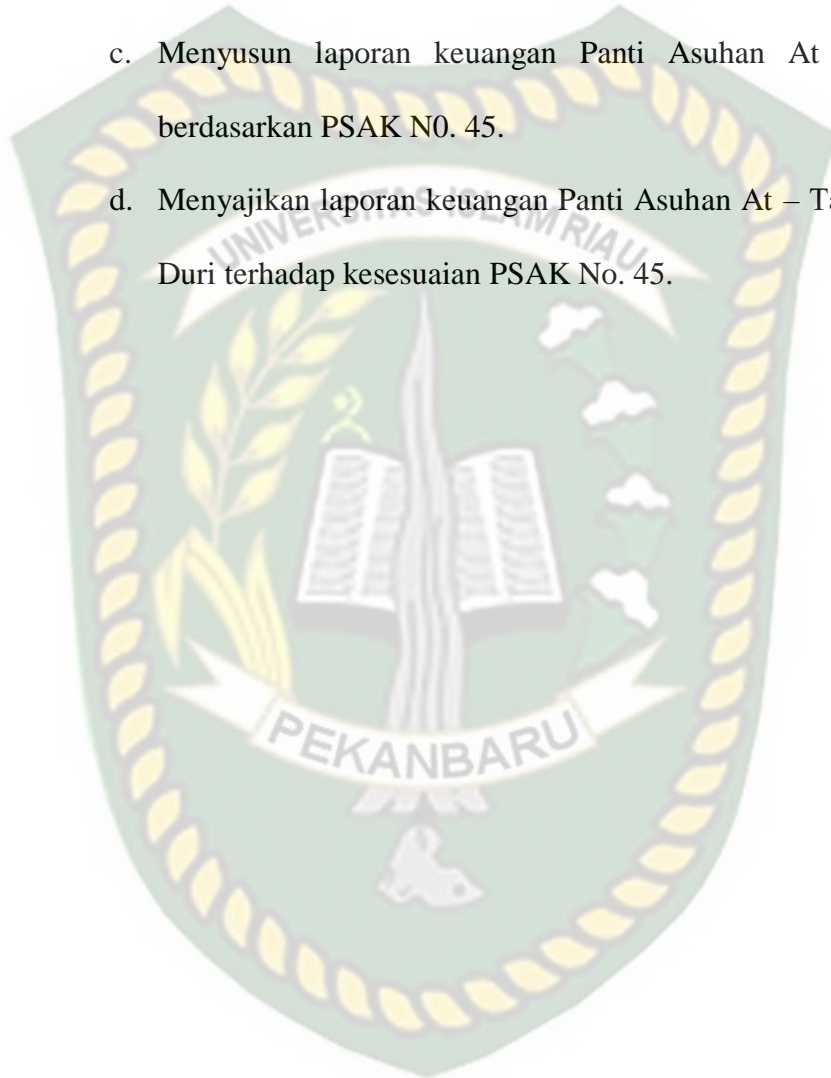 c. Menyusun laporan keuangan Panti Asuhan At
berdasarkan PSAK N0. 45.
d. Menyajikan laporan keuangan Panti Asuhan At –
Duri terhadap kesesuaian PSAK No. 45.
UNIVERSITAS ISLAM RIAU
PEKANBARU